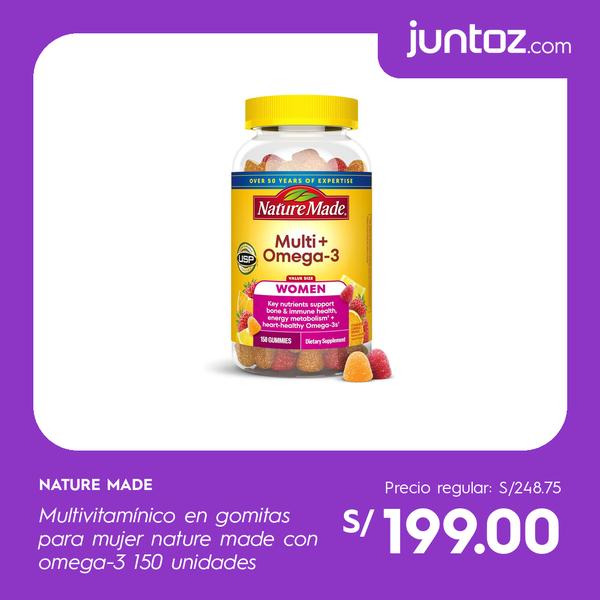 juntoz.com
OVER 50 YEARS OF EXPERTISE
Nature Made®
Multi +
Omega-3
USP
VALUE SIZE
WOMEN
Key nutrients support
bone & immune health,
energy metabolism† +
heart-healthy Omega-3s†
150 GUMMIES
Dietary Supplement
NATURE MADE
Multivitamínico en gomitas
para mujer nature made con
omega-3 150 unidades
Precio regular: S/248.75
S/199.00